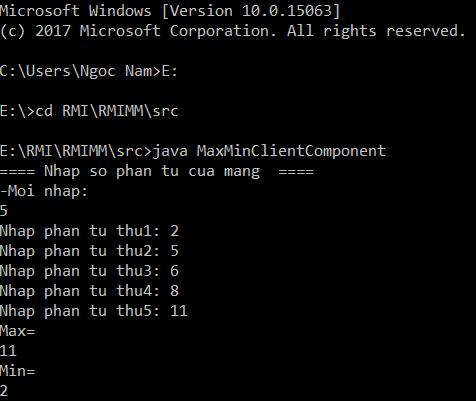 Microsoft Windows [Version 10.0.15063]
(c) 2017 Microsoft Corporation. All rights reserved.
C:\Users\Ngoc Nam>E:
E:\>cd RMI\RMIMM\src
E:\RMI\RMIMM\src>java MaxMinClientComponent
==== Nhap so phan tu cua mang  ====
-Moi nhap:
5
Nhap phan tu thu1: 2
Nhap phan tu thu2: 5
Nhap phan tu thu3: 6
Nhap phan tu thu4: 8
Nhap phan tu thu5: 11
Max=
11
Min=
2